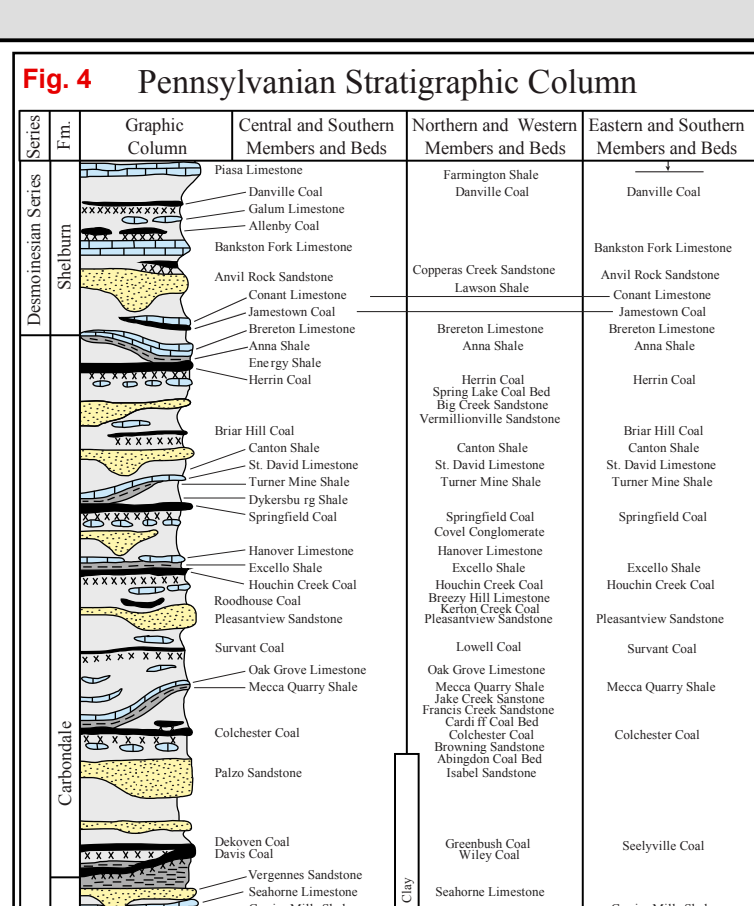 Fig. 4 Pennsylvanian Stratigraphic Column
Series
Fm.
Graphic Column
Central and Southern Members and Beds
Northern and Western Members and Beds
Eastern and Southern Members and Beds
Desmoinesian Series
Shelburn
Carbondale
Piasa Limestone
Danville Coal
Galum Limestone
Allenby Coal
Bankston Fork Limestone
Anvil Rock Sandstone
Conant Limestone
Jamestown Coal
Brereton Limestone
Anna Shale
Energy Shale
Herrin Coal
Briar Hill Coal
Canton Shale
St. David Limestone
Turner Mine Shale
Dykersbu rg Shale
Springfield Coal
Hanover Limestone
Excello Shale
Houchin Creek Coal
Roodhouse Coal
Pleasantview Sandstone
Survant Coal
Oak Grove Limestone
Mecca Quarry Shale
Colchester Coal
Palzo Sandstone
Dekoven Coal
Davis Coal
Vergennes Sandstone
Seahorne Limestone
Farmington Shale
Danville Coal
Copperas Creek Sandstone
Lawson Shale
Brereton Limestone
Anna Shale
Herrin Coal
Spring Lake Coal Bed
Big Creek Sandstone
Vermillionville Sandstone
Canton Shale
St. David Limestone
Turner Mine Shale
Springfield Coal
Covel Conglomerate
Hanover Limestone
Excello Shale
Houchin Creek Coal
Breezy Hill Limestone
Kerton Creek Coal
Pleasantview Sandstone
Lowell Coal
Oak Grove Limestone
Mecca Quarry Shale
Jake Creek Sanstone
Francis Creek Sandstone
Cardi ff Coal Bed
Colchester Coal
Browning Sandstone
Abingdon Coal Bed
Isabel Sandstone
Greenbush Coal
Wiley Coal
Seahorne Limestone
Clay
Danville Coal
Bankston Fork Limestone
Anvil Rock Sandstone
Conant Limestone
Jamestown Coal
Brereton Limestone
Anna Shale
Herrin Coal
Briar Hill Coal
Canton Shale
St. David Limestone
Turner Mine Shale
Springfield Coal
Excello Shale
Houchin Creek Coal
Pleasantview Sandstone
Survant Coal
Mecca Quarry Shale
Colchester Coal
Seelyville Coal